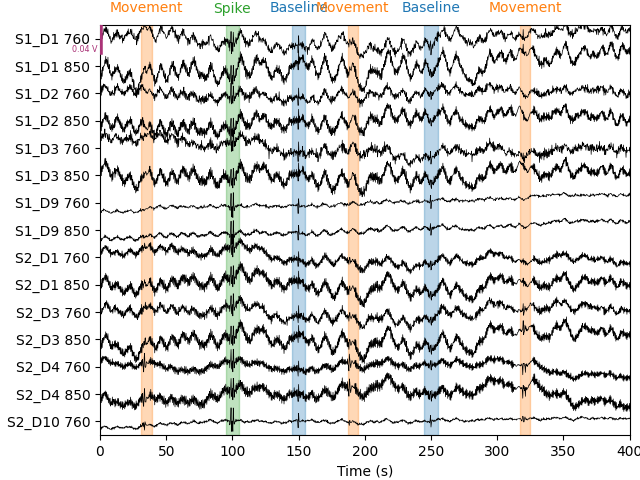 Movement Spike Baseline Movement Baseline Movement
S1_D1 760
0.04 V
S1_D1 850
S1_D2 760
S1_D2 850
S1_D3 760
S1_D3 850
S1_D9 760
S1_D9 850
S2_D1 760
S2_D1 850
S2_D3 760
S2_D3 850
S2_D4 760
S2_D4 850
S2_D10 760
0 50 100 150 200 250 300 350 400
Time (s)